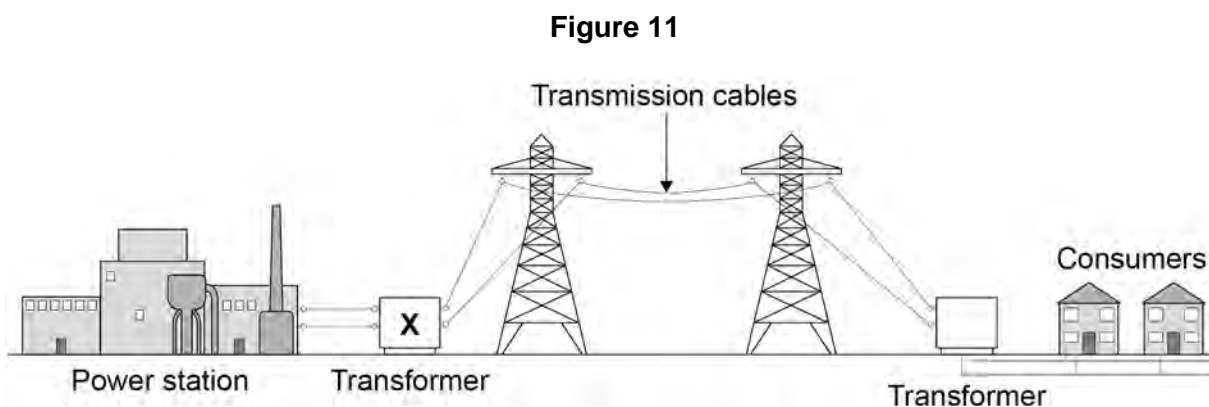 Figure 11
Transmission cables
Consumers
X
Power station
Transformer
Transformer